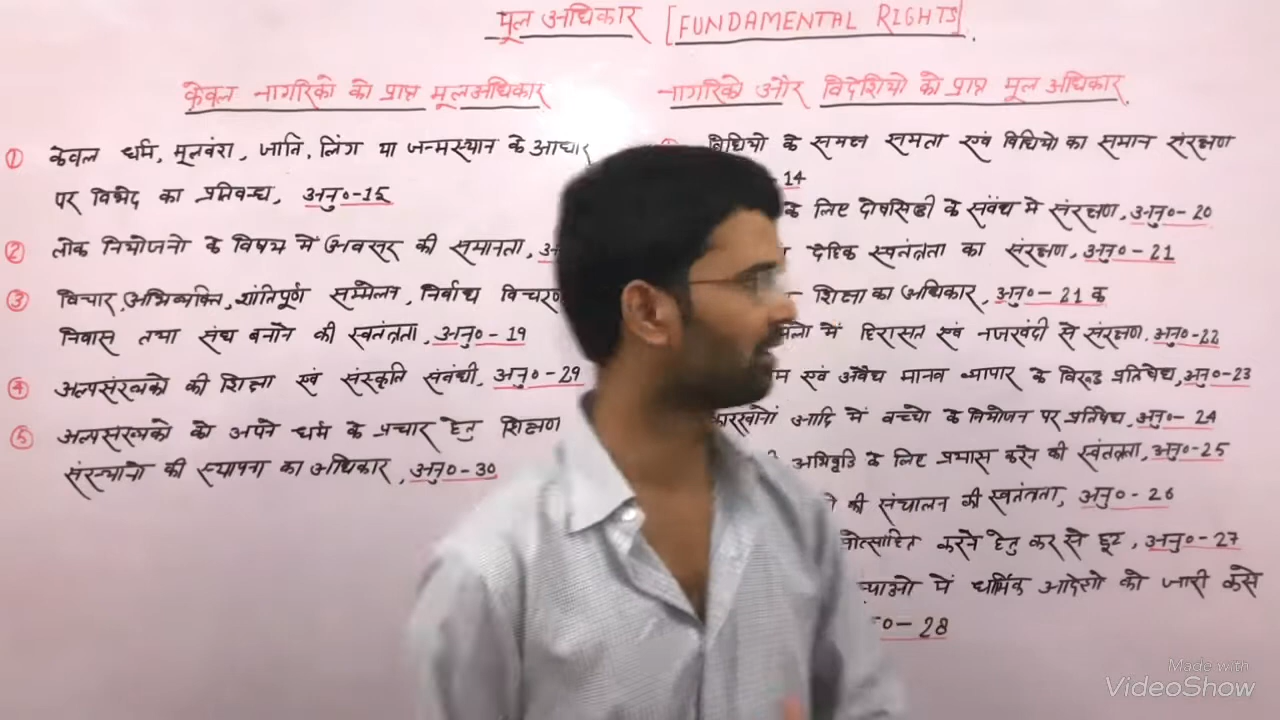 मूल अधिकार [FUNDAMENTAL RIGHTS].
केवल नागरिको को प्राप्त मूलअधिकार
① केवल धर्म, मूलवंश, जाति, लिंग या जन्मस्थान के आधार
पर विभेद का प्रतिबन्ध, अनु०-15
② लोक नियोजनो के विषय में अवसर की समानता,
③ विचार, अभिव्यक्ति, शांतिपूर्ण सम्मेलन, निर्वाध विचरण
निवास तथा संघ बनाने की स्वतंत्रता, अनु०-19
④ अल्पसंख्यको की शिक्षा एवं संस्कृति संबंधी, अनु०-29
⑤ अल्पसंख्यको को अपने धर्म के प्रचार हेतु शिक्षण
संस्थानो की स्थापना का अधिकार, अनु०-30
नागरिको और विदेशियो को प्राप्त मूल अधिकार
विधियो के समक्ष समता एवं विधियो का समान संरक्षण
14
के लिए दोषसिद्धी के संबंध मे संरक्षण, अनु०-20
दैहिक स्वतंत्रता का संरक्षण, अनु०-21
शिक्षा का अधिकार, अनु०-21 क
में हिरासत एवं नजरबंदी से संरक्षण, अनु०-22
एवं अवैध मानव व्यापार के विरूद्ध प्रतिषेध, अनु०-23
कारखानों आदि में बच्चो के नियोजन पर प्रतिषेध, अनु०-24
अभिवृद्वि के लिए प्रयास करने की स्वतंत्रता, अनु०-25
की संचालन की स्वतंत्रता, अनु०-26
करने हेतु कर से छूट, अनु०-27
में धार्मिक आदेशो को जारी
28
Made with
VideoShow